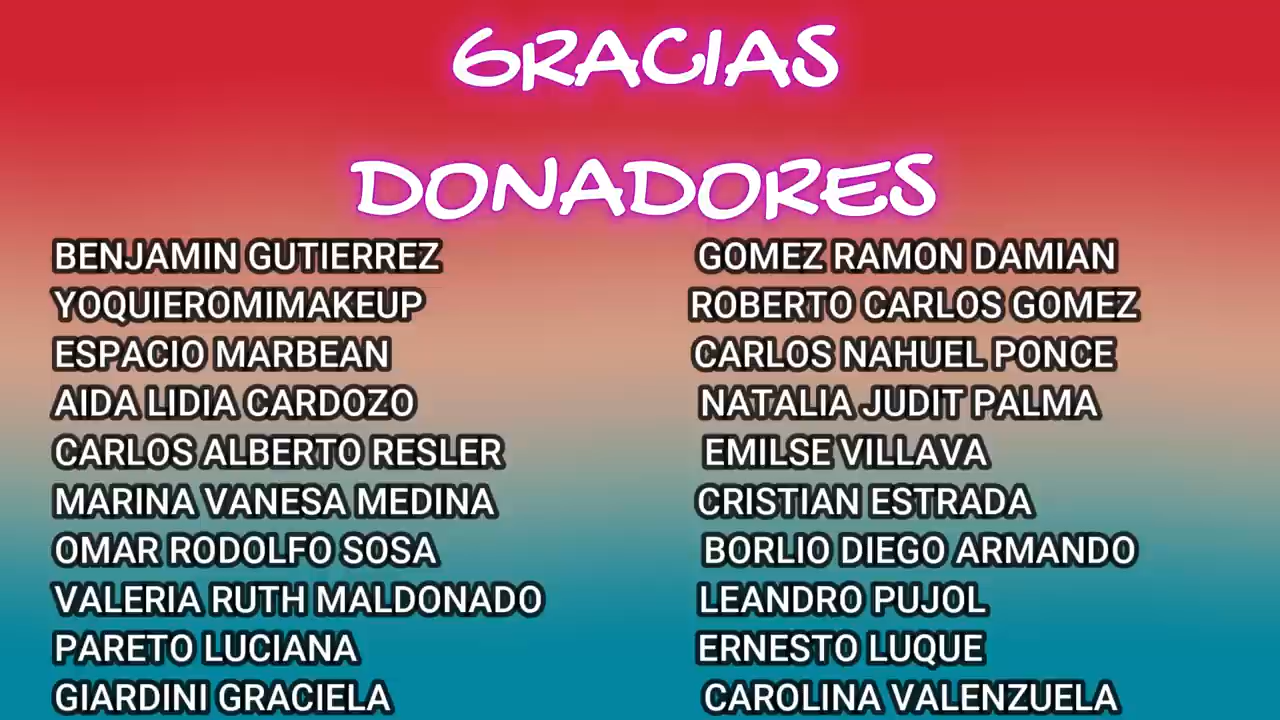 GRACIAS
DONADORES
BENJAMIN GUTIERREZ
YOQUIEROMIMAKEUP
ESPACIO MARBEAN
AIDA LIDIA CARDOZO
CARLOS ALBERTO RESLER
MARINA VANESA MEDINA
OMAR RODOLFO SOSA
VALERIA RUTH MALDONADO
PARETO LUCIANA
GIARDINI GRACIELA
GOMEZ RAMON DAMIAN
ROBERTO CARLOS GOMEZ
CARLOS NAHUEL PONCE
NATALIA JUDIT PALMA
EMILSE VILLAVA
CRISTIAN ESTRADA
BORLIO DIEGO ARMANDO
LEANDRO PUJOL
ERNESTO LUQUE
CAROLINA VALENZUELA